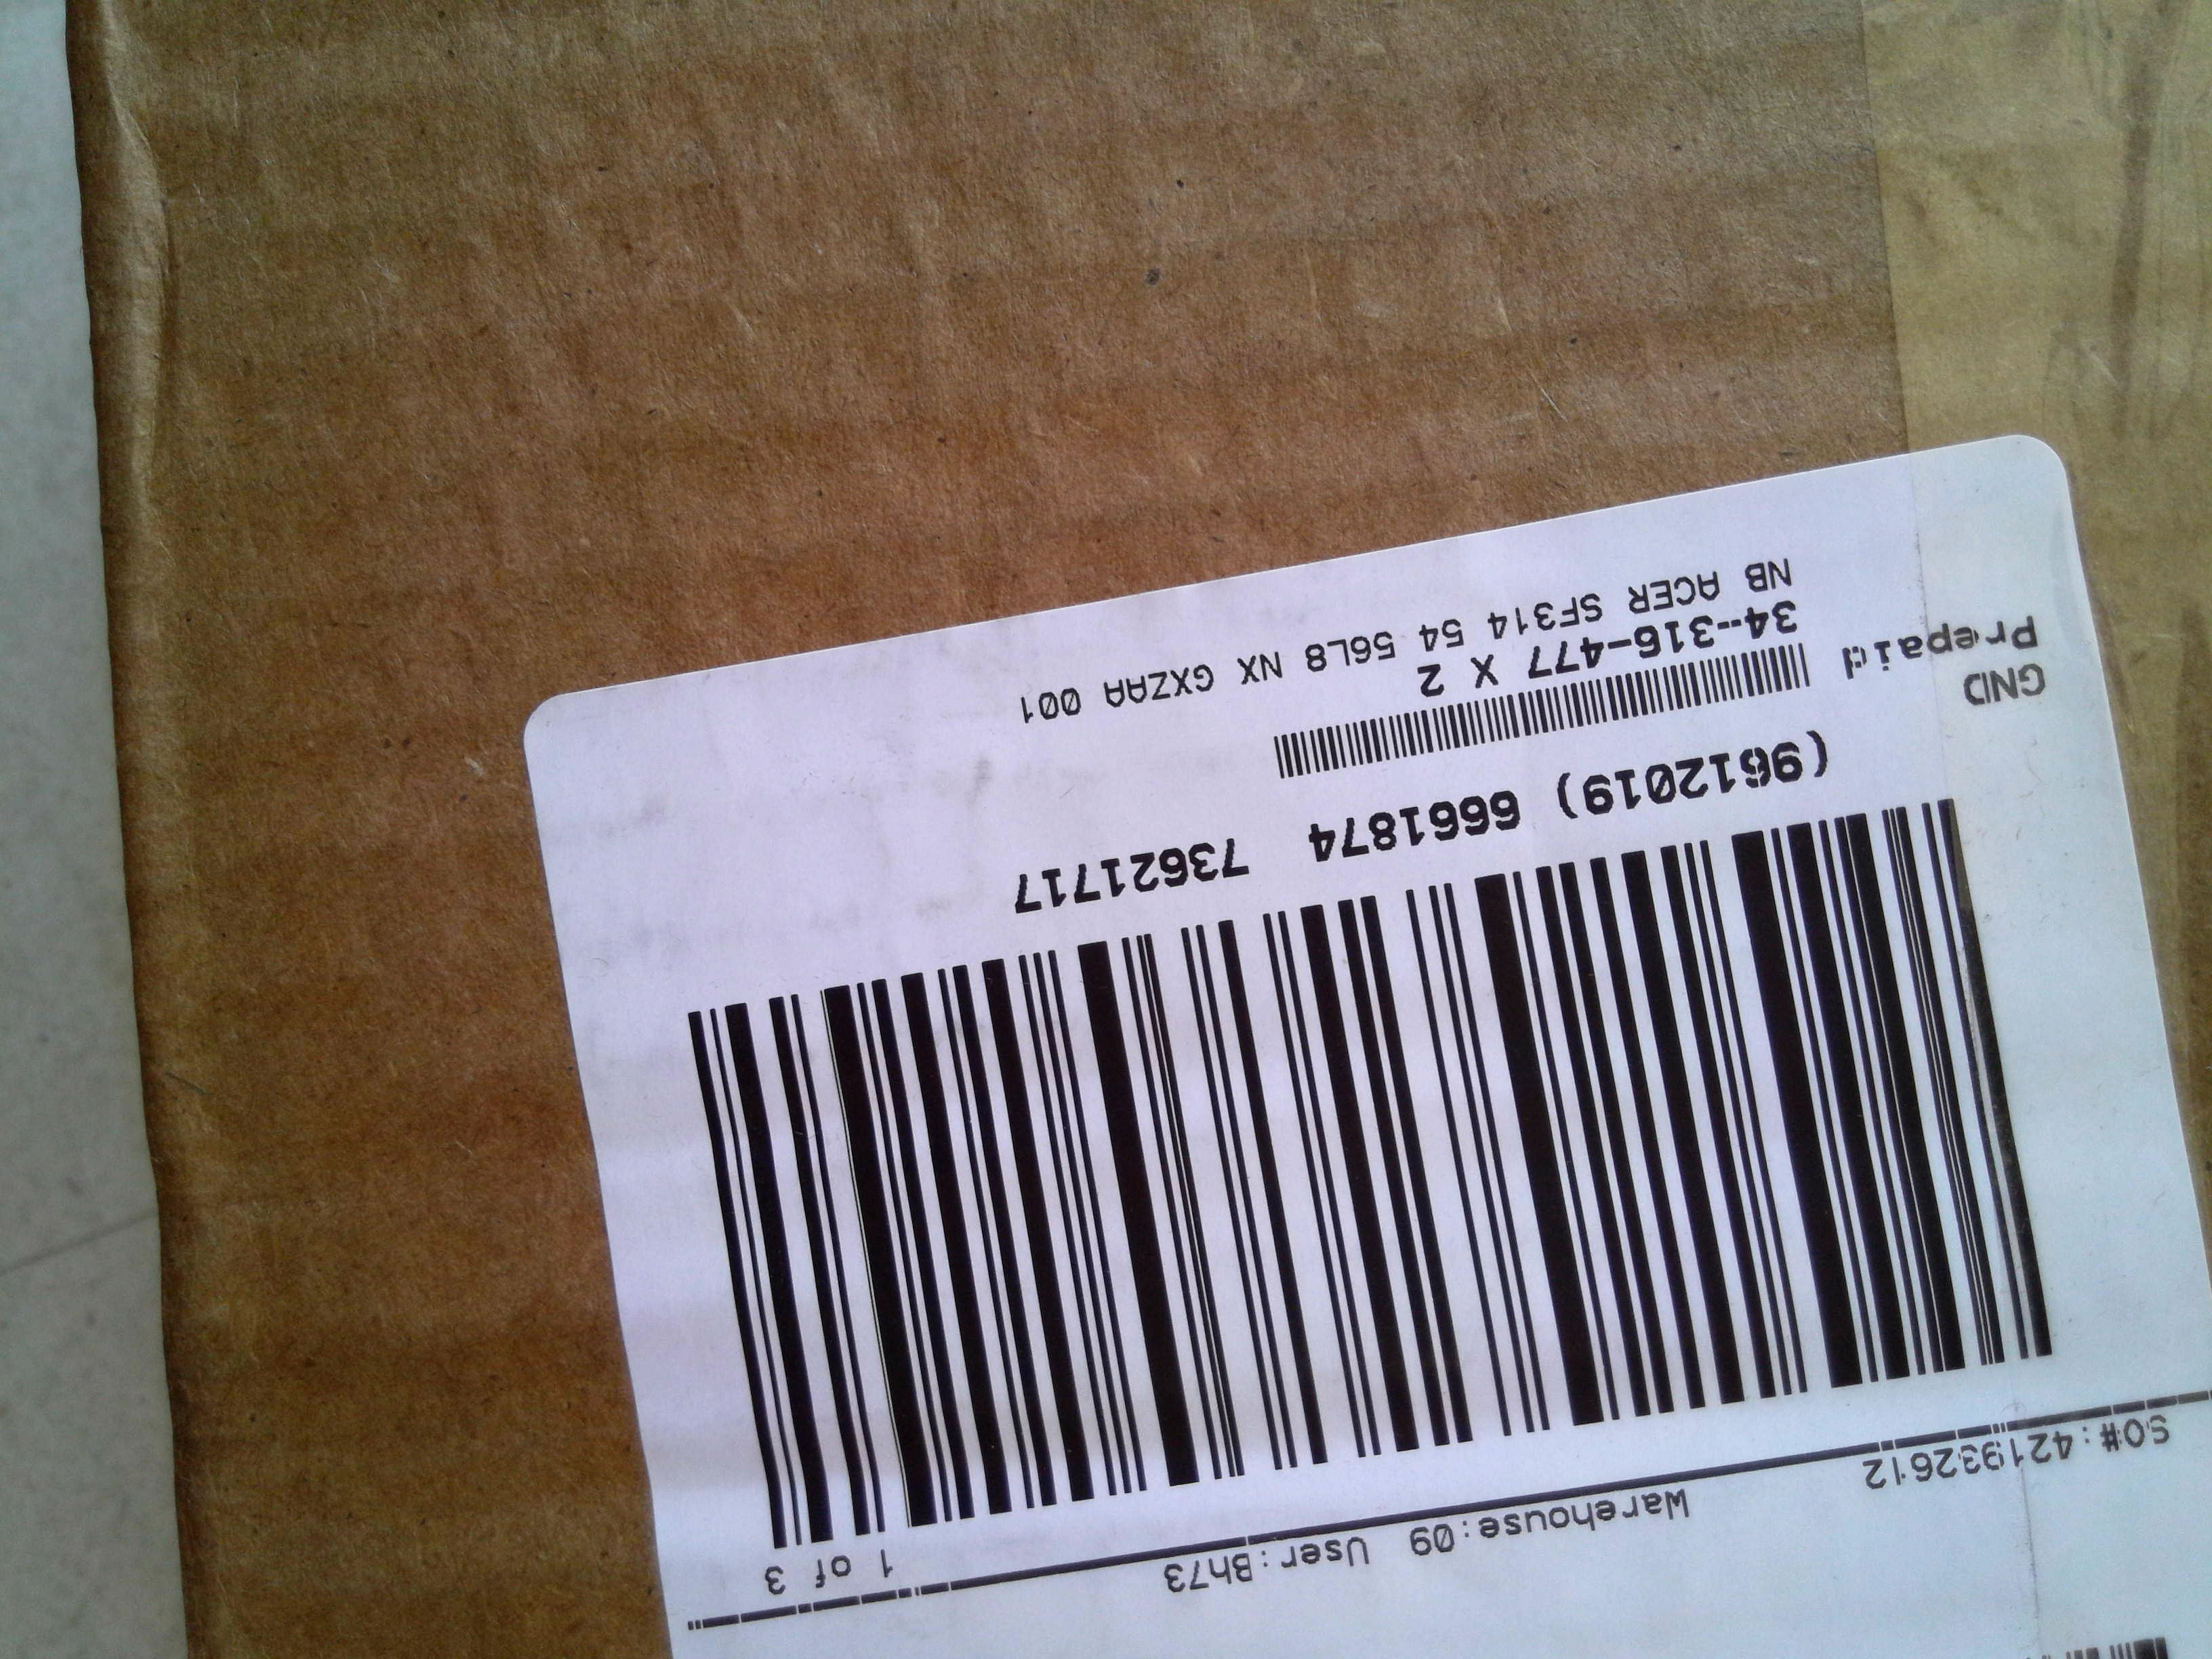 SO#:421932612
Warehouse:09 User:Bh73
1 of 3
(9612019) 6661874 73621717
GND
Prepaid
34--316-477 X 2
NB ACER SF314 54 56L8 NX GXZAA 001